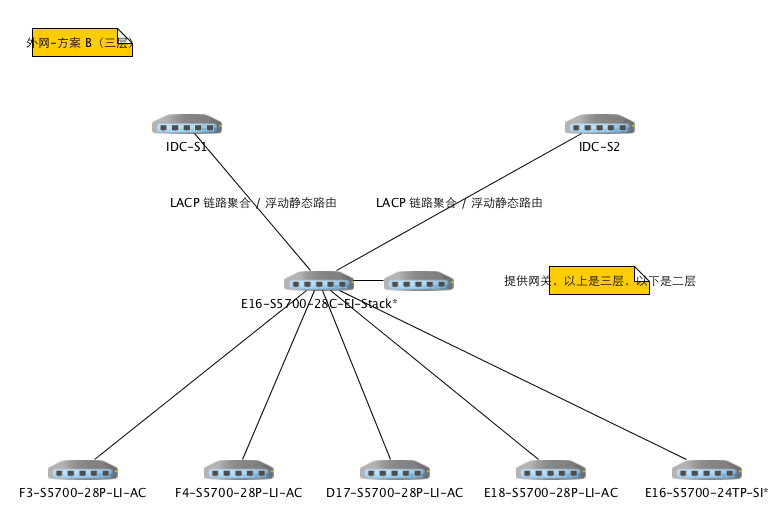 外网-方案 B（三层）
IDC-S1
IDC-S2
LACP 链路聚合 / 浮动静态路由
LACP 链路聚合 / 浮动静态路由
提供网关，以上是三层，以下是二层
E16-S5700-28C-EI-Stack*
F3-S5700-28P-LI-AC
F4-S5700-28P-LI-AC
D17-S5700-28P-LI-AC
E18-S5700-28P-LI-AC
E16-S5700-24TP-SI*